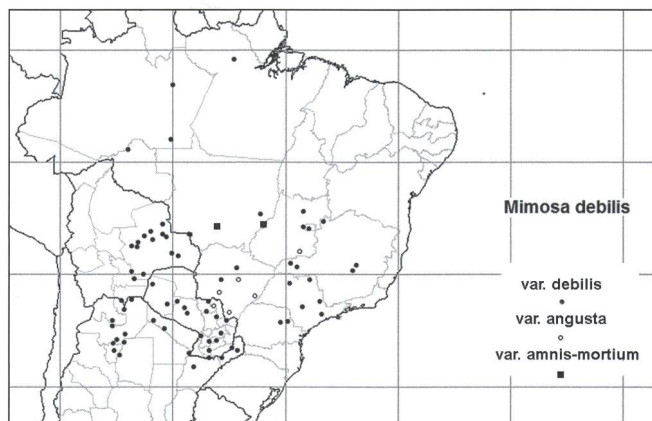 Mimosa debilis
var. debilis
var. angusta
var. amnis-mortium